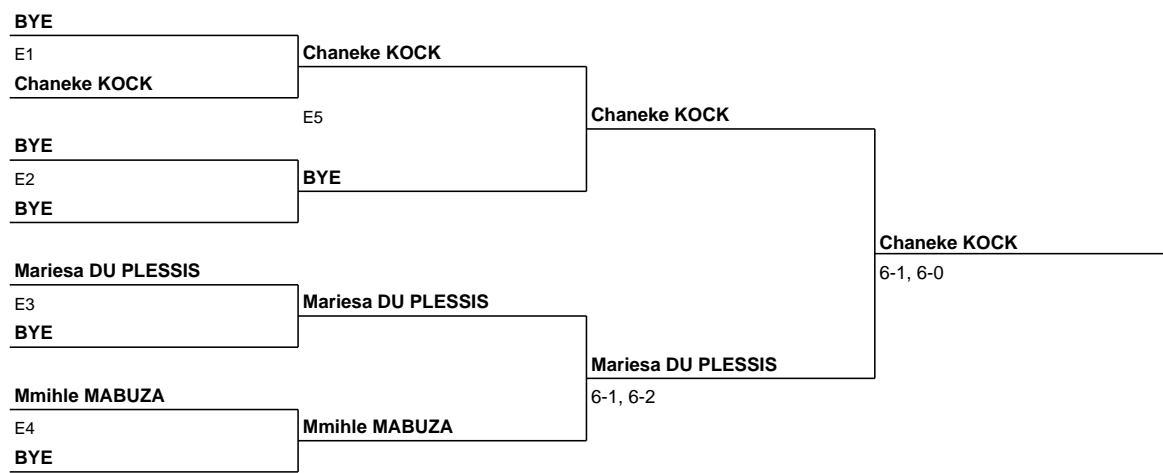 BYE
E1
Chaneke KOCK
Chaneke KOCK
E5
Chaneke KOCK
BYE
E2
BYE
BYE
Chaneke KOCK
6-1, 6-0
Mariesa DU PLESSIS
E3
Mariesa DU PLESSIS
BYE
Mariesa DU PLESSIS
6-1, 6-2
Mmihle MABUZA
E4
Mmihle MABUZA
BYE